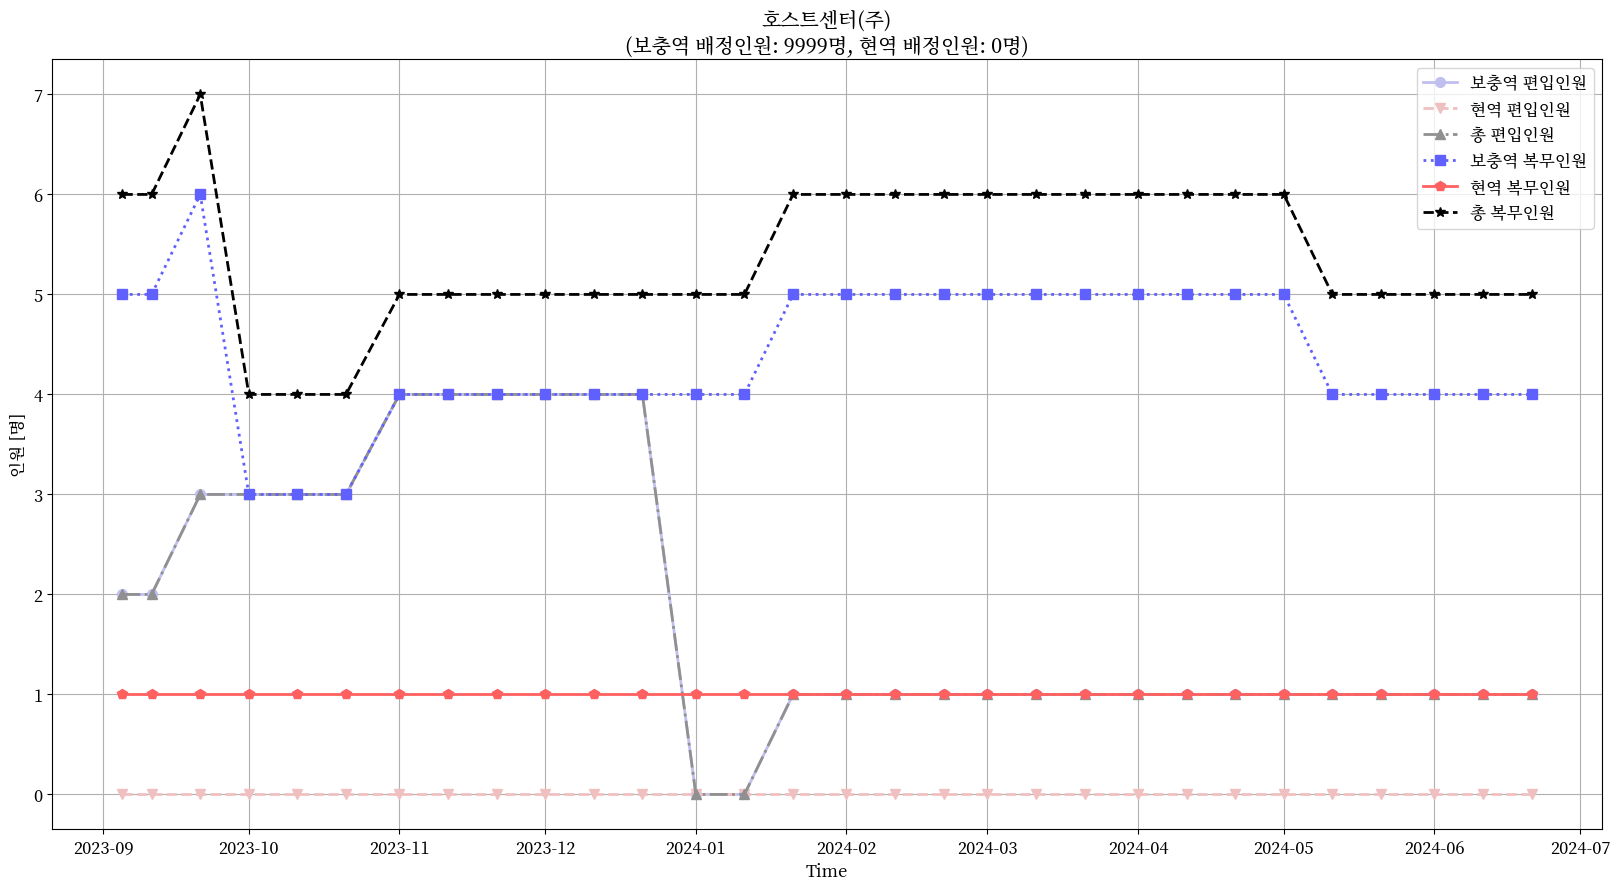 호스트센터(주)
(보충역 배정인원: 9999명, 현역 배정인원: 0명)
보충역 편입인원
현역 편입인원
총 편입인원
보충역 복무인원
현역 복무인원
총 복무인원
7
6
5
4
3
2
1
0
인원 [명]
2023-09 2023-10 2023-11 2023-12 2024-01 2024-02 2024-03 2024-04 2024-05 2024-06 2024-07
Time